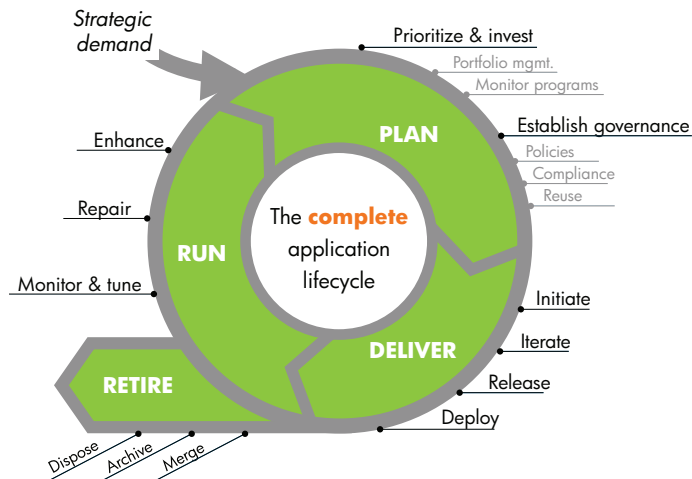 Strategic
demand
Prioritize & invest
Portfolio mgmt.
Monitor programs
Establish governance
Policies
Compliance
Reuse
PLAN
Initiate
Iterate
Release
Deploy
DELIVER
Enhance
Repair
Monitor & tune
RUN
The complete
application
lifecycle
RETIRE
Dispose
Archive
Merge